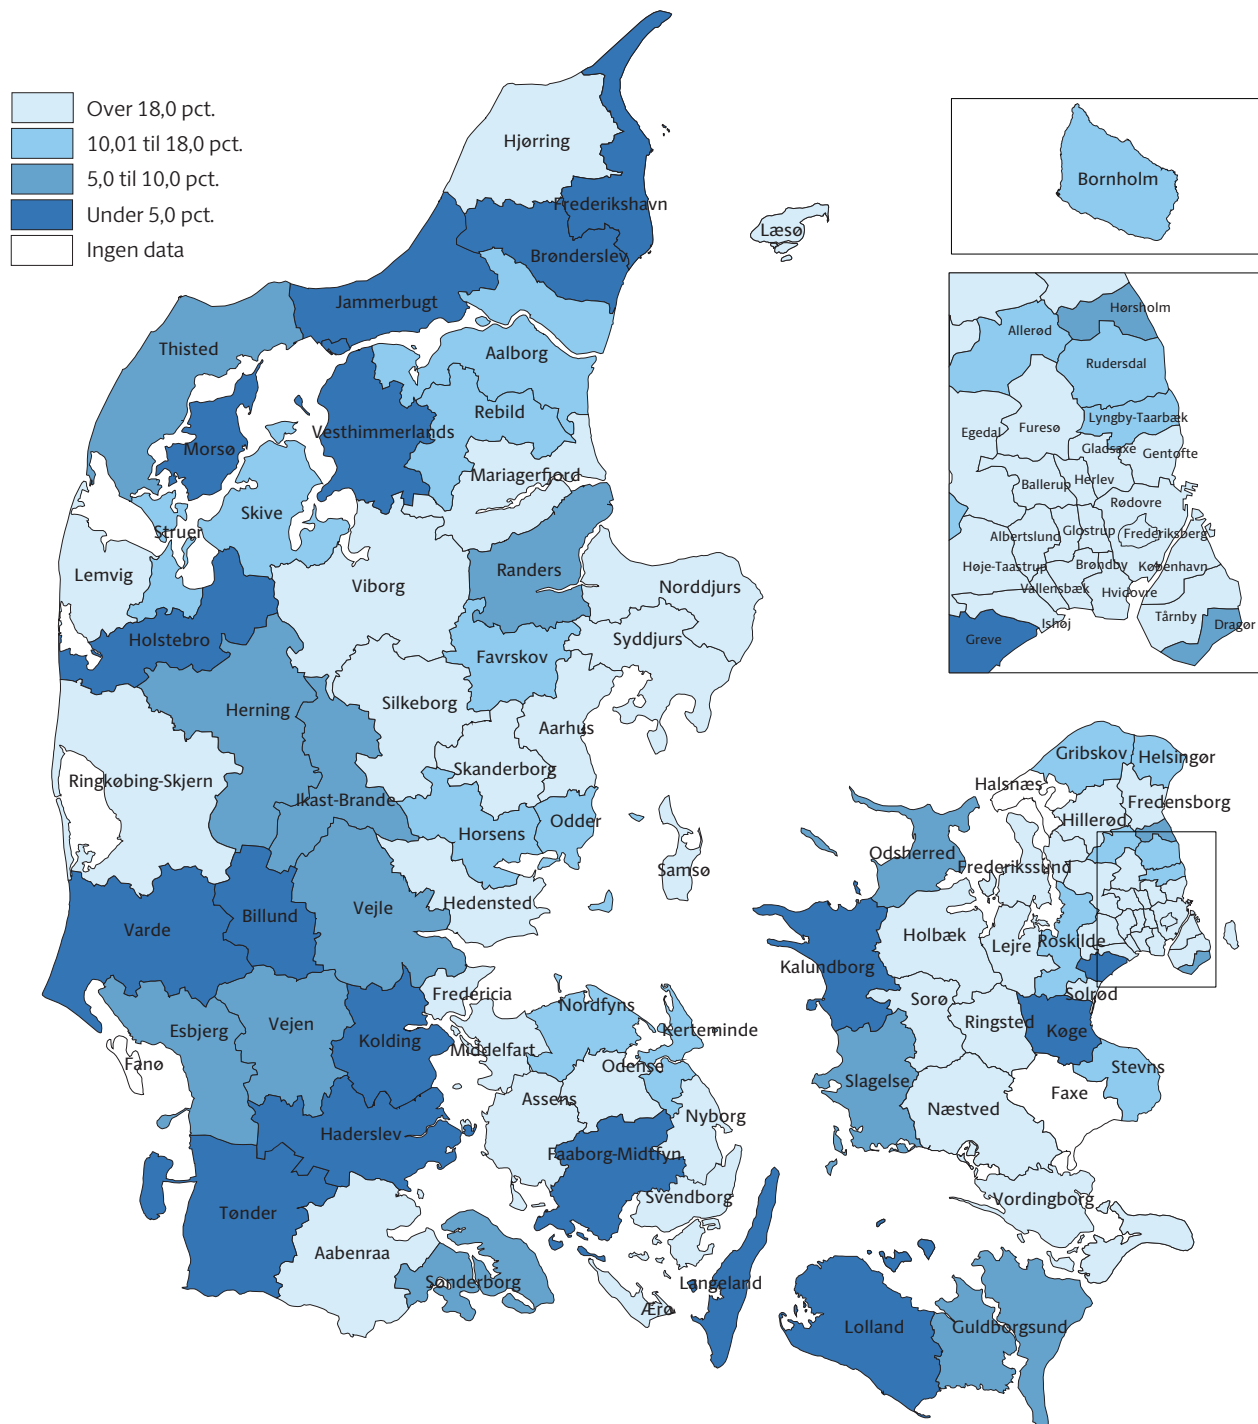 Over 18,0 pct.
10,01 til 18,0 pct.
5,0 til 10,0 pct.
Under 5,0 pct.
Ingen data
Hjørring
Frederikshavn
Læsø
Brønderslev
Jammerbugt
Thisted
Aalborg
Rebild
Vesthimmerlands
Morsø
Mariagerfjord
Skive
Struer
Lemvig
Viborg
Randers
Norddjurs
Holstebro
Syddjurs
Favrskov
Silkeborg
Herning
Aarhus
Skanderborg
Ringkøbing-Skjern
Ikast-Brande
Odder
Horsens
Samsø
Hedensted
Vejle
Billund
Varde
Fredericia
Nordfyns
Kerteminde
Esbjerg
Vejen
Kolding
Middelfart
Odense
Fanø
Assens
Nyborg
Haderslev
Faaborg-Midtfyn
Svendborg
Tønder
Aabenraa
Sønderborg
Langeland
Ærø
Bornholm
Hørsholm
Allerød
Rudersdal
Lyngby-Taarbæk
Egedal
Furesø
Gladsaxe
Gentofte
Ballerup
Herlev
Rødovre
Albertslund
Glostrup
Frederiksberg
Høje-Taastrup
Brøndby
København
Vallensbæk
Hvidovre
Ishøj
Tårnby
Dragør
Greve
Gribskov
Helsingør
Halsnæs
Fredensborg
Hillerød
Odsherred
Frederikssund
Holbæk
Lejre
Roskilde
Kalundborg
Solrød
Sorø
Ringsted
Køge
Stevns
Slagelse
Faxe
Næstved
Vordingborg
Lolland
Guldborgsund